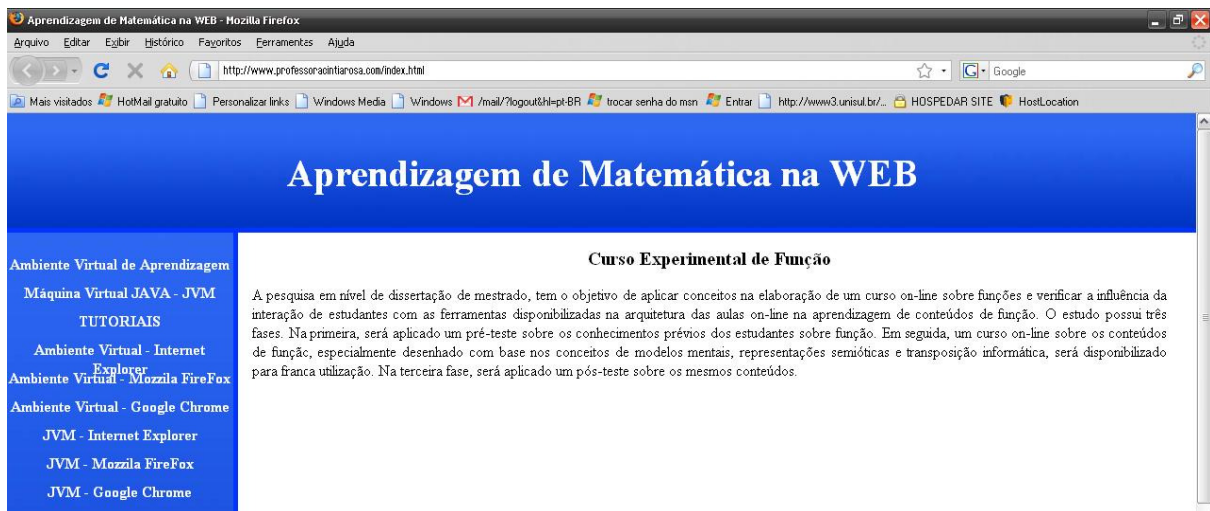 Aprendizagem de Matemática na WEB - Mozilla Firefox
Arquivo Editar Exibir Histórico Favoritos Ferramentas Ajuda
http://www.professoracintiarosa.com/index.html
Google
Mais visitados HotMail gratuito Personalizar links Windows Media Windows /mail/?logout&hl=pt-BR trocar senha do msn Entrar http://www3.unisul.br/... HOSPEDAR SITE HostLocation
Aprendizagem de Matemática na WEB
Ambiente Virtual de Aprendizagem
Máquina Virtual JAVA - JVM
TUTORIAIS
Ambiente Virtual - Internet
Explorer
Ambiente Virtual - Mozzila FireFox
Ambiente Virtual - Google Chrome
JVM - Internet Explorer
JVM - Mozzila FireFox
JVM - Google Chrome
Curso Experimental de Função
A pesquisa em nível de dissertação de mestrado, tem o objetivo de aplicar conceitos na elaboração de um curso on-line sobre funções e verificar a influência da
interação de estudantes com as ferramentas disponibilizadas na arquitetura das aulas on-line na aprendizagem de conteúdos de função. O estudo possui três
fases. Na primeira, será aplicado um pré-teste sobre os conhecimentos prévios dos estudantes sobre função. Em seguida, um curso on-line sobre os conteúdos
de função, especialmente desenhado com base nos conceitos de modelos mentais, representações semióticas e transposição informática, será disponibilizado
para franca utilização. Na terceira fase, será aplicado um pós-teste sobre os mesmos conteúdos.